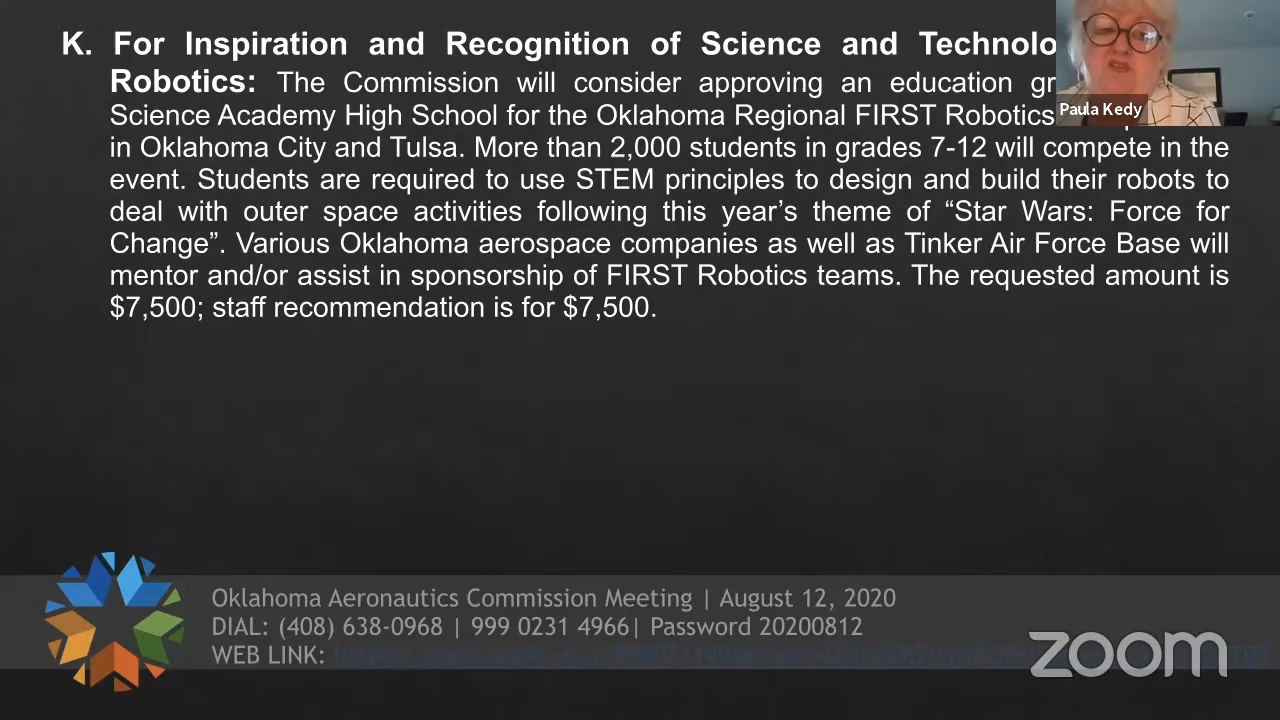 K. For Inspiration and Recognition of Science and Technolo
Robotics: The Commission will consider approving an education gr
Science Academy High School for the Oklahoma Regional FIRST Robotics
in Oklahoma City and Tulsa. More than 2,000 students in grades 7-12 will compete in the
event. Students are required to use STEM principles to design and build their robots to
deal with outer space activities following this year’s theme of “Star Wars: Force for
Change”. Various Oklahoma aerospace companies as well as Tinker Air Force Base will
mentor and/or assist in sponsorship of FIRST Robotics teams. The requested amount is
$7,500; staff recommendation is for $7,500.
Paula Kedy
Oklahoma Aeronautics Commission Meeting | August 12, 2020
DIAL: (408) 638-0968 | 999 0231 4966| Password 20200812
WEB LINK:
zoom